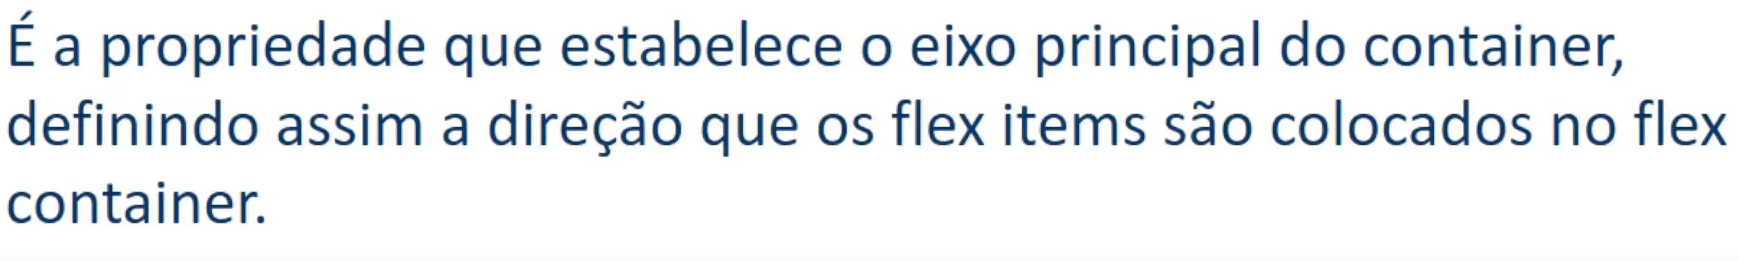 É a propriedade que estabelece o eixo principal do container,
definindo assim a direção que os flex items são colocados no flex
container.